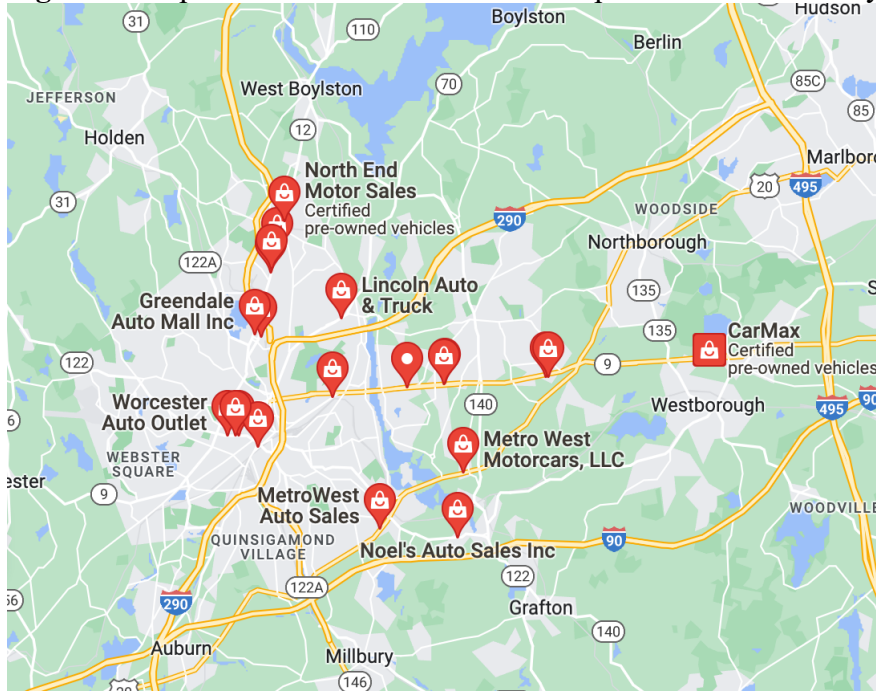 Boylston
Hudson
31
110
Berlin
70
85C
85
West Boylston
JEFFERSON
Holden
12
Marlbor
20
495
North End
Motor Sales
Certified
pre-owned vehicles
31
WOODSIDE
290
Northborough
122A
Lincoln Auto
& Truck
135
Greendale
Auto Mall Inc
135
CarMax
Certified
pre-owned vehicles
S
122
9
Worcester
Auto Outlet
140
Westborough
495
90
6
WEBSTER
SQUARE
Metro West
Motorcars, LLC
ester
9
MetroWest
Auto Sales
WOODVILLE
QUINSIGAMOND
VILLAGE
Noel's Auto Sales Inc
90
122
122A
56
290
Grafton
140
Auburn
Millbury
146
20